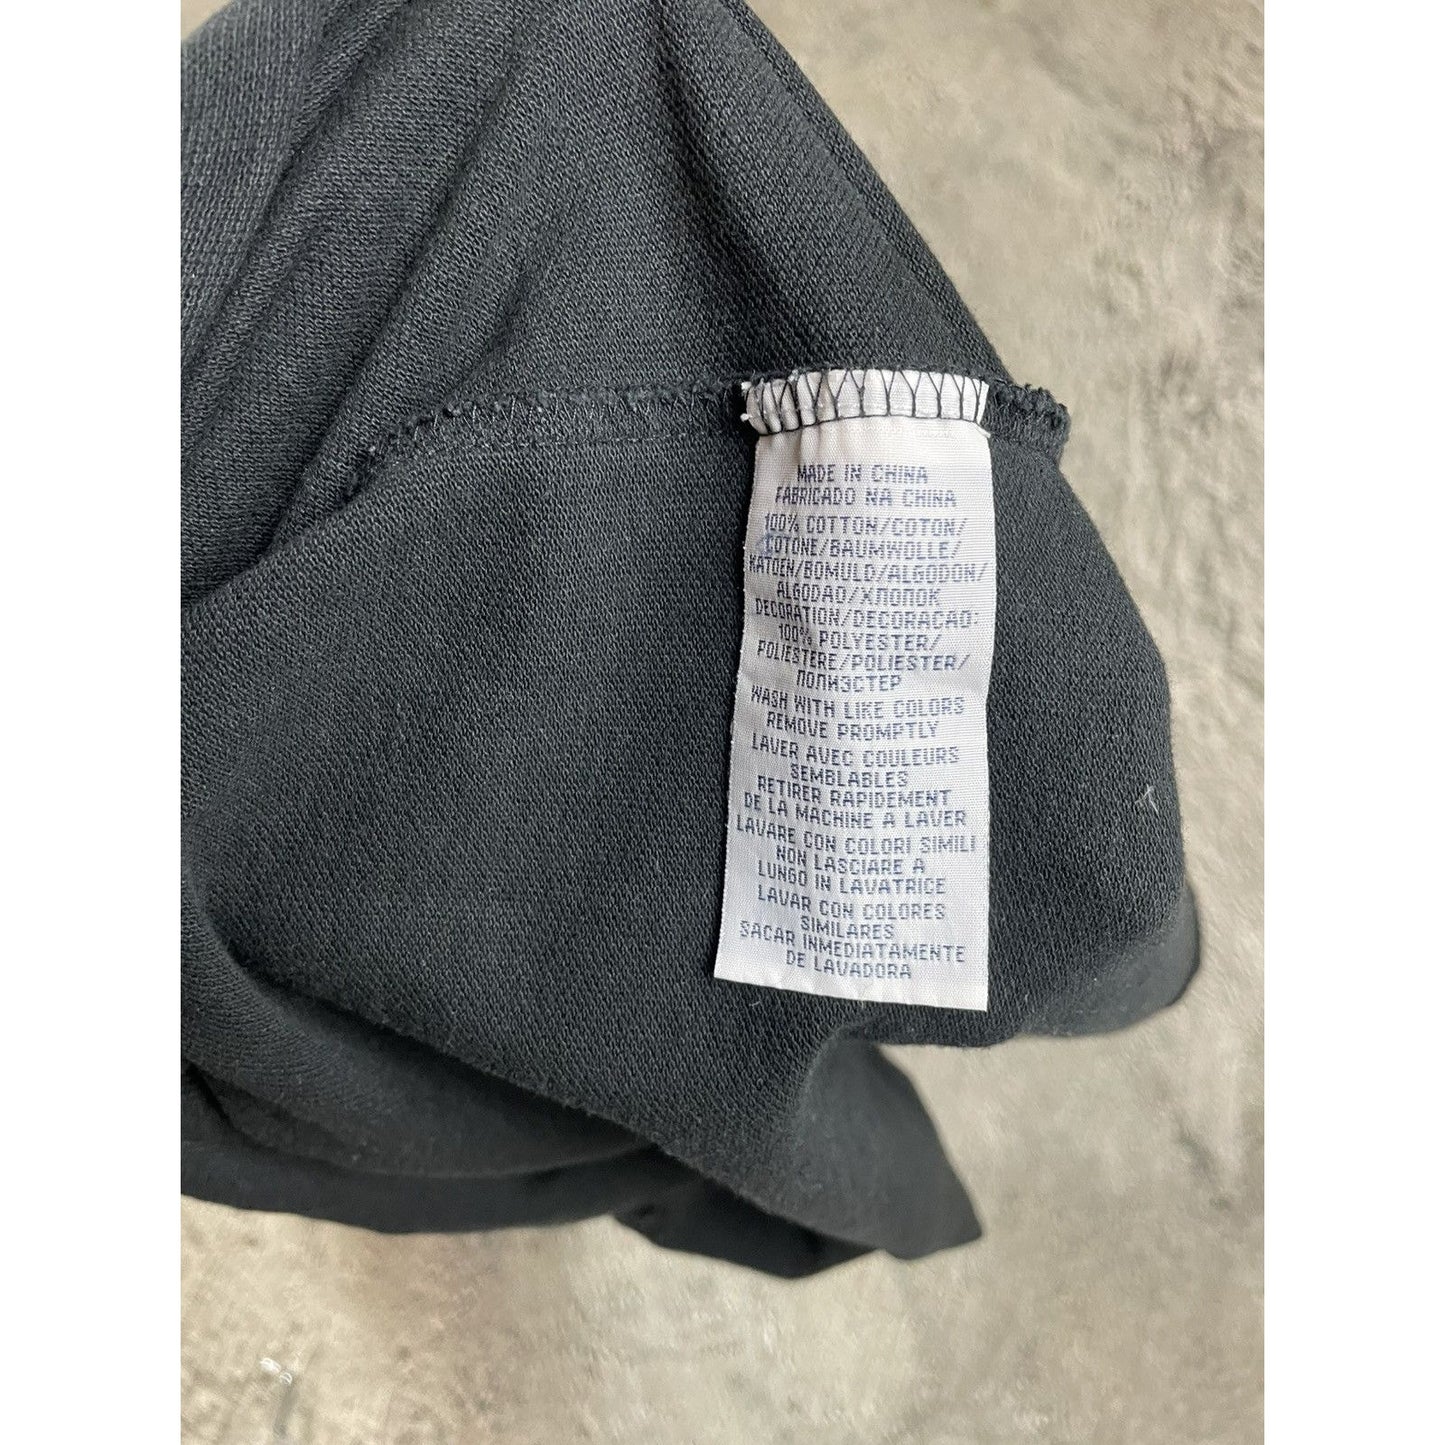 MADE IN CHINA
FABRICADO NA CHINA
100% COTTON/COTON/
COTONE/BAUMWOLLE/
KATOEN/BOMULD/ALGODON/
ALGODAO/ХЛОПОК
DECORATION/DECORACAO:
100% POLYESTER/
POLIESTERE/POLIESTER/
ПОЛИЭСТЕР
WASH WITH LIKE COLORS
REMOVE PROMPTLY
LAVER AVEC COULEURS
SEMBLABLES
RETIRER RAPIDEMENT
DE LA MACHINE A LAVER
LAVARE CON COLORI SIMILI
NON LASCIARE A
LUNGO IN LAVATRICE
LAVAR CON COLORES
SIMILARES
SACAR INMEDIATAMENTE
DE LAVADORA